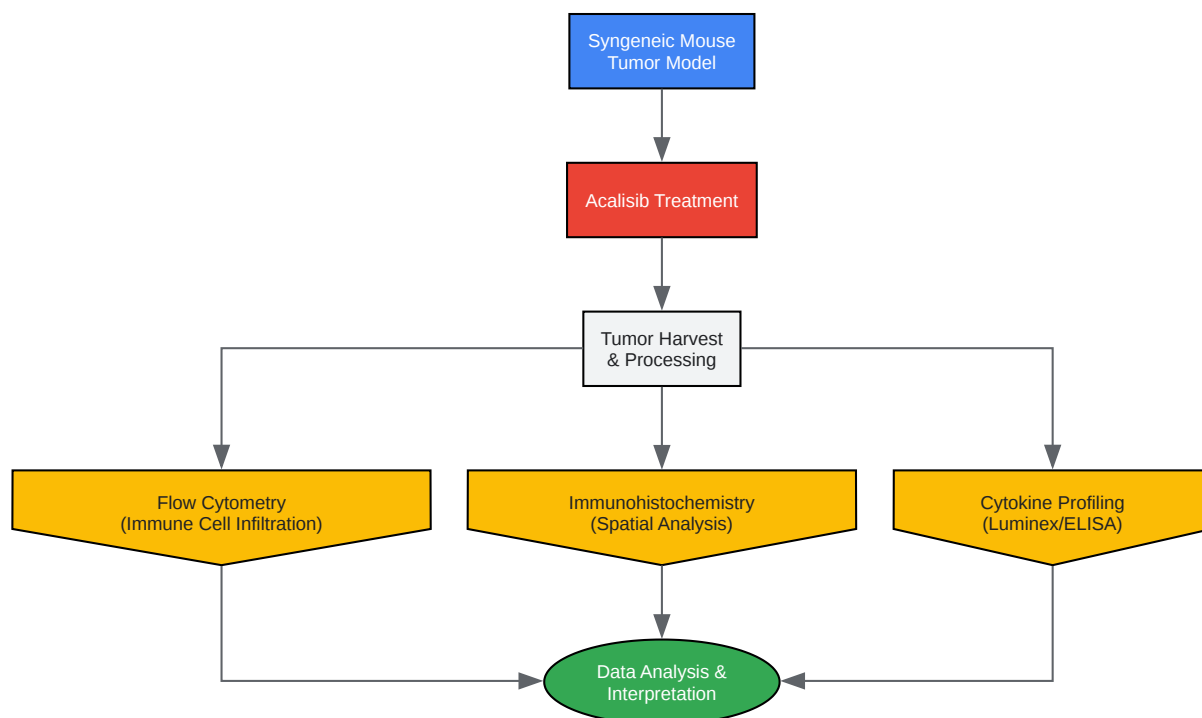 Syngeneic Mouse
Tumor Model
Acalisib Treatment
Tumor Harvest
& Processing
Flow Cytometry
(Immune Cell Infiltration)
Immunohistochemistry
(Spatial Analysis)
Cytokine Profiling
(Luminex/ELISA)
Data Analysis &
Interpretation